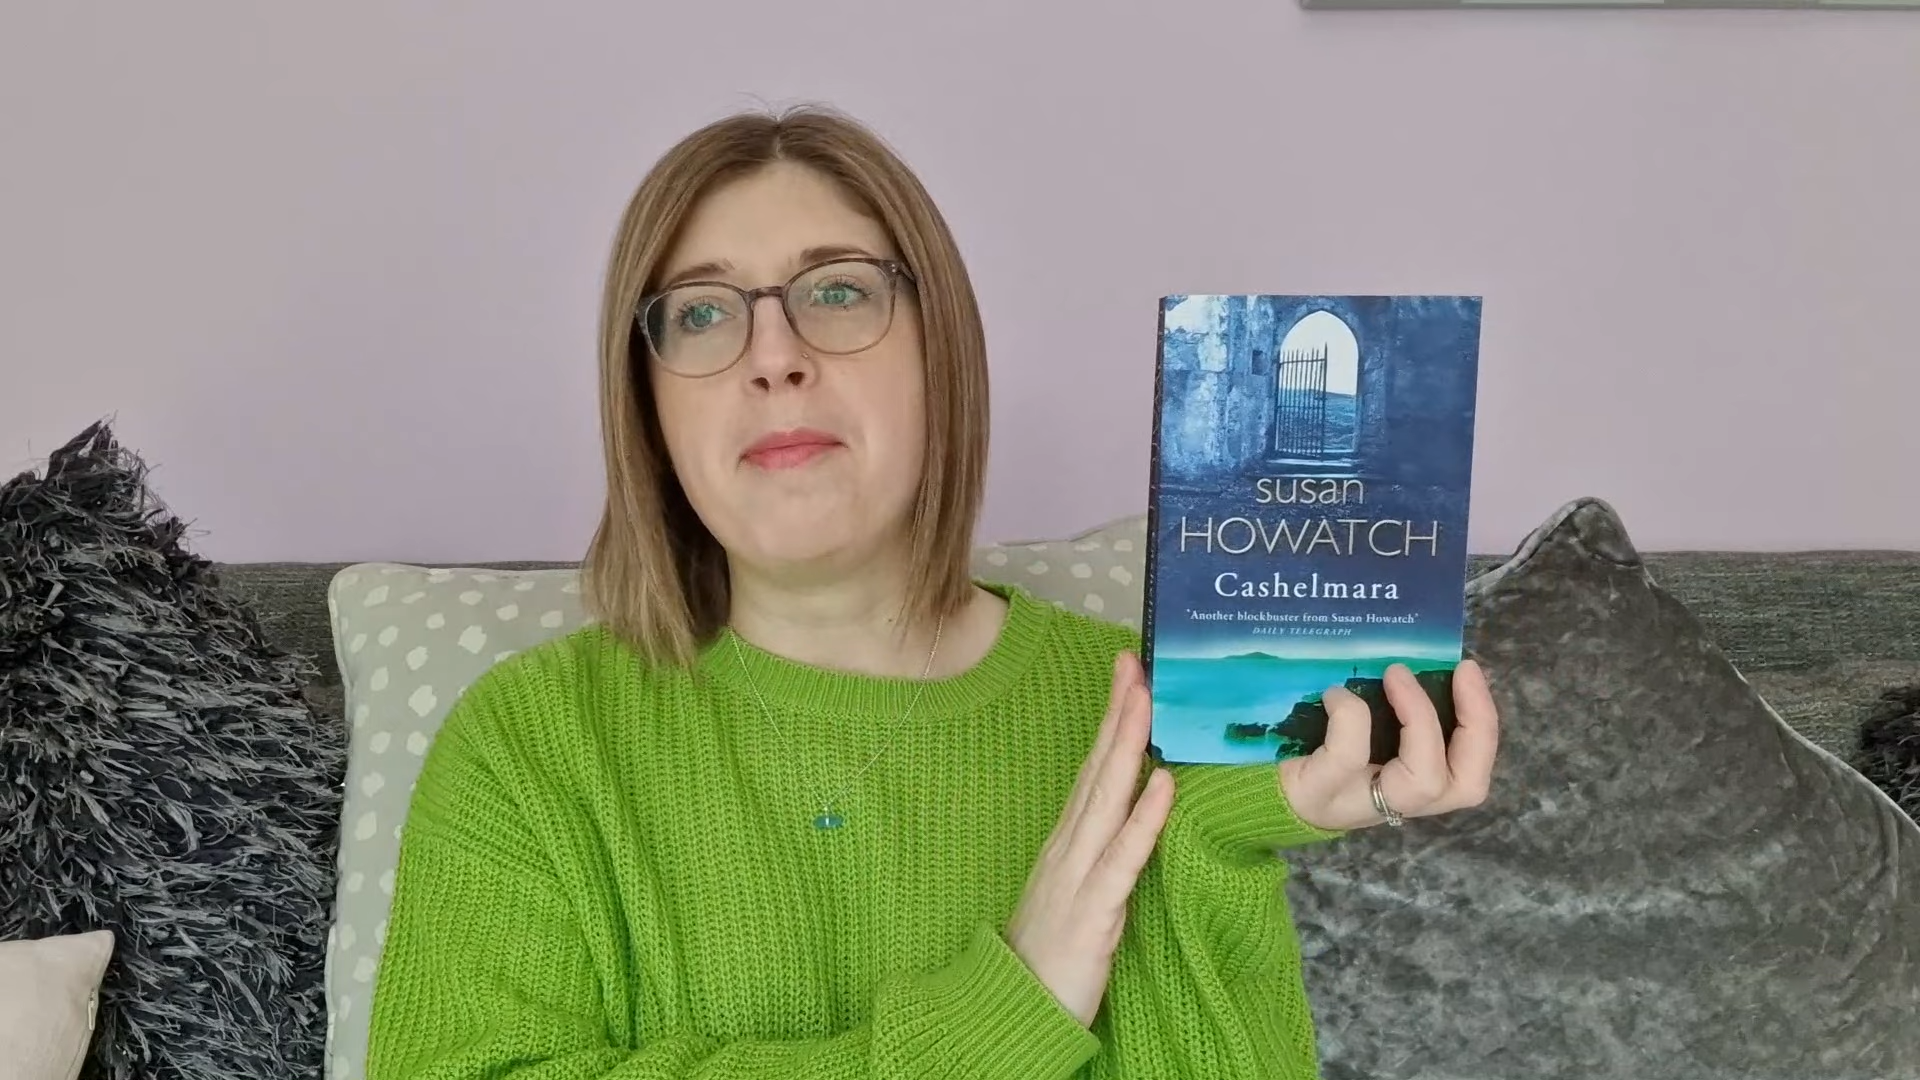 susan
HOWATCH
Cashelmara
"Another blockbuster from Susan Howatch"
DAILY TELEGRAPH